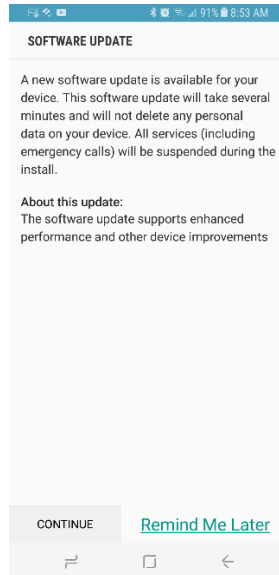 91% 8:53 AM
SOFTWARE UPDATE
A new software update is available for your
device. This software update will take several
minutes and will not delete any personal
data on your device. All services (including
emergency calls) will be suspended during the
install.
About this update:
The software update supports enhanced
performance and other device improvements
CONTINUE
Remind Me Later